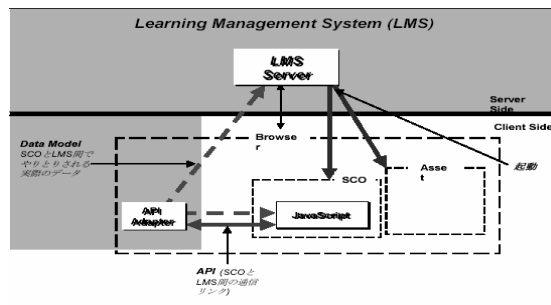 Learning Management System (LMS)
LMS
Server
Server
Side
Client Side
Data Model
SCOとLMS間で
やりとりされる
実際のデータ
Browse
r
起動
SCO
Asse
t
API
Adapter
JavaScript
API (SCOと
LMS間の通信
リンク)